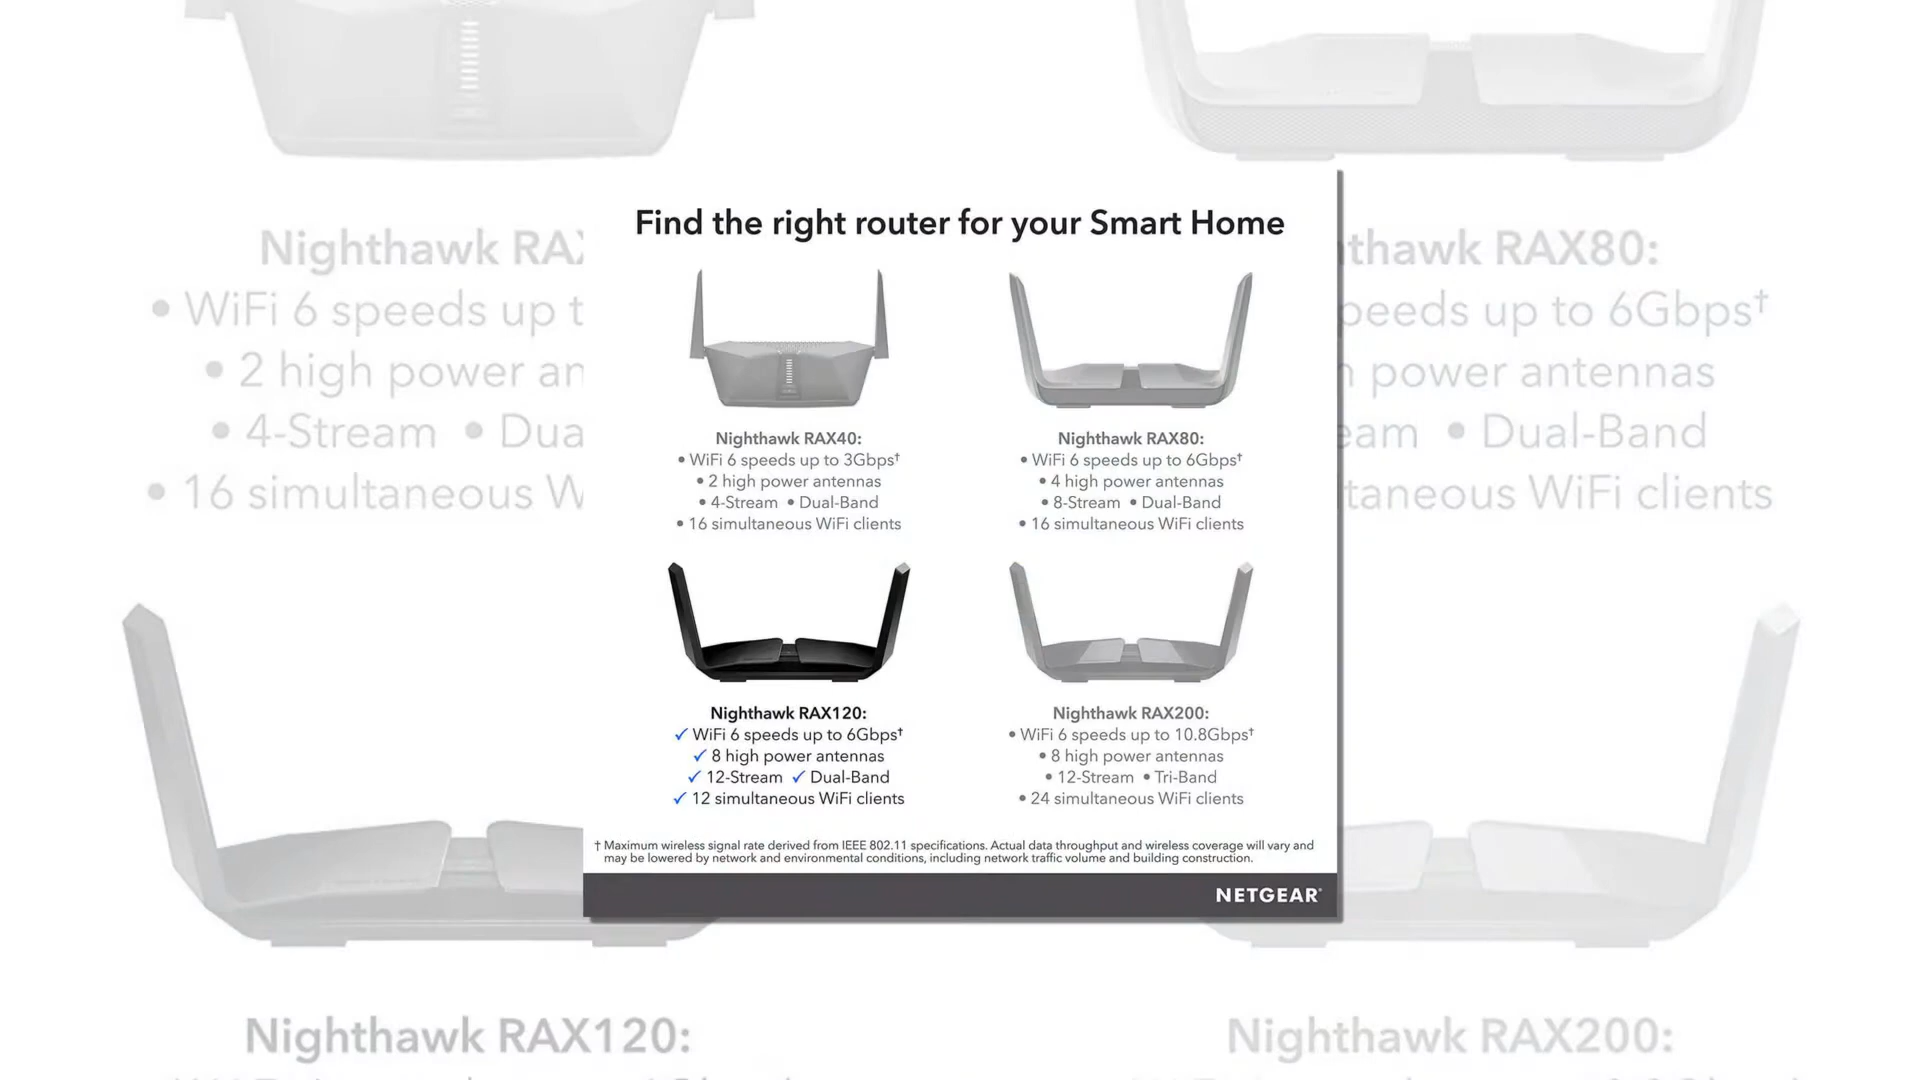 Find the right router for your Smart Home
Nighthawk RAX40:
• WiFi 6 speeds up to 3Gbps†
• 2 high power antennas
• 4-Stream • Dual-Band
• 16 simultaneous WiFi clients
Nighthawk RAX80:
• WiFi 6 speeds up to 6Gbps†
• 4 high power antennas
• 8-Stream • Dual-Band
• 16 simultaneous WiFi clients
Nighthawk RAX120:
✓ WiFi 6 speeds up to 6Gbps†
✓ 8 high power antennas
✓ 12-Stream ✓ Dual-Band
✓ 12 simultaneous WiFi clients
Nighthawk RAX200:
• WiFi 6 speeds up to 10.8Gbps†
• 8 high power antennas
• 12-Stream • Tri-Band
• 24 simultaneous WiFi clients
† Maximum wireless signal rate derived from IEEE 802.11 specifications. Actual data throughput and wireless coverage will vary and
may be lowered by network and environmental conditions, including network traffic volume and building construction.
NETGEAR®
Nighthawk
• WiFi 6 speeds up
• 2 high power
• 4-Stream •
• 16 simultaneous
RAX80:
up to 6Gbps†
power antennas
• Dual-Band
WiFi clients
Nighthawk RAX120:
Nighthawk RAX200: